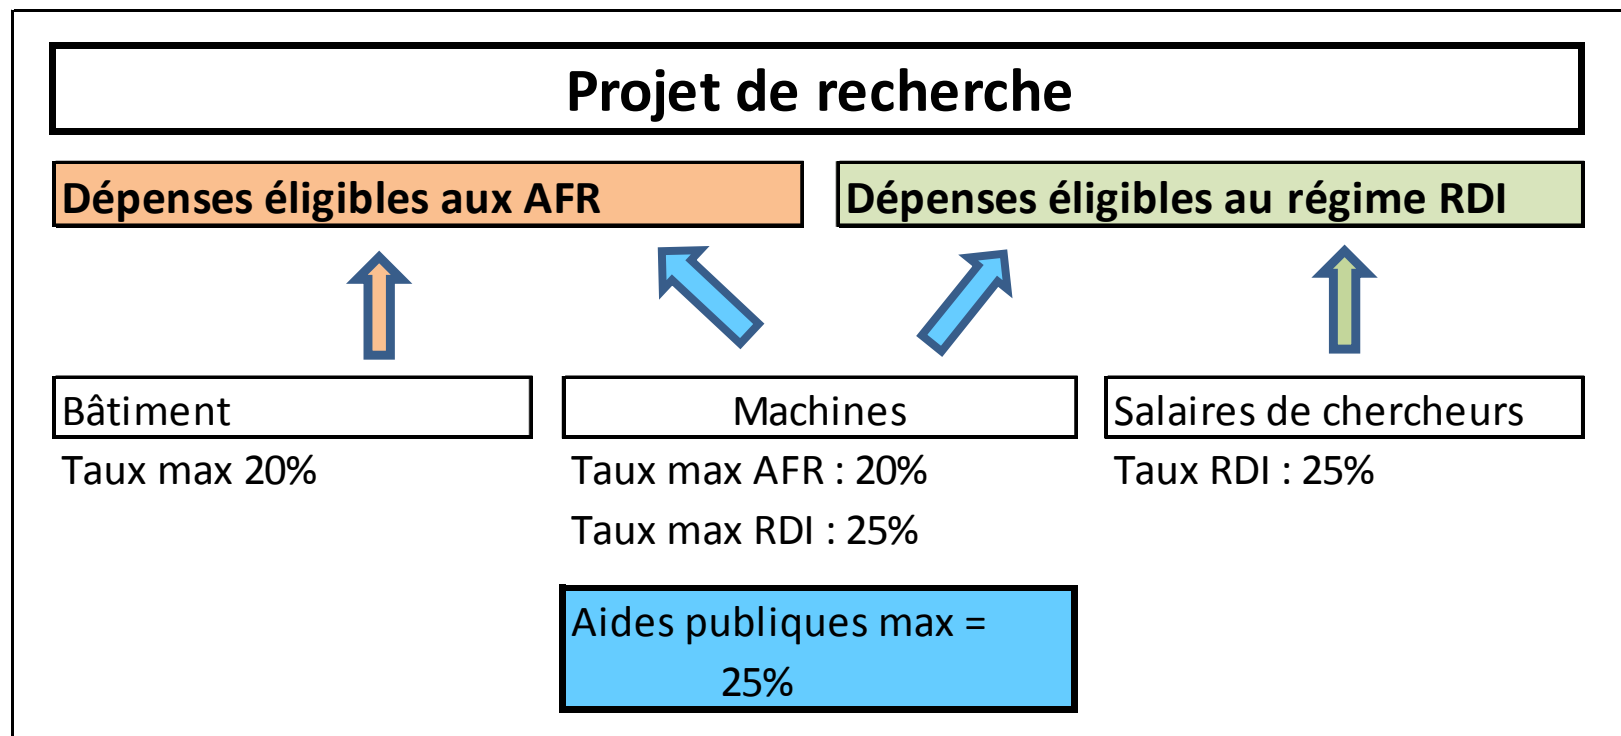 Projet de recherche
Dépenses éligibles aux AFR
Dépenses éligibles au régime RDI
Bâtiment
Machines
Salaires de chercheurs
Taux max 20%
Taux max AFR : 20%
Taux RDI : 25%
Taux max RDI : 25%
Aides publiques max =
25%